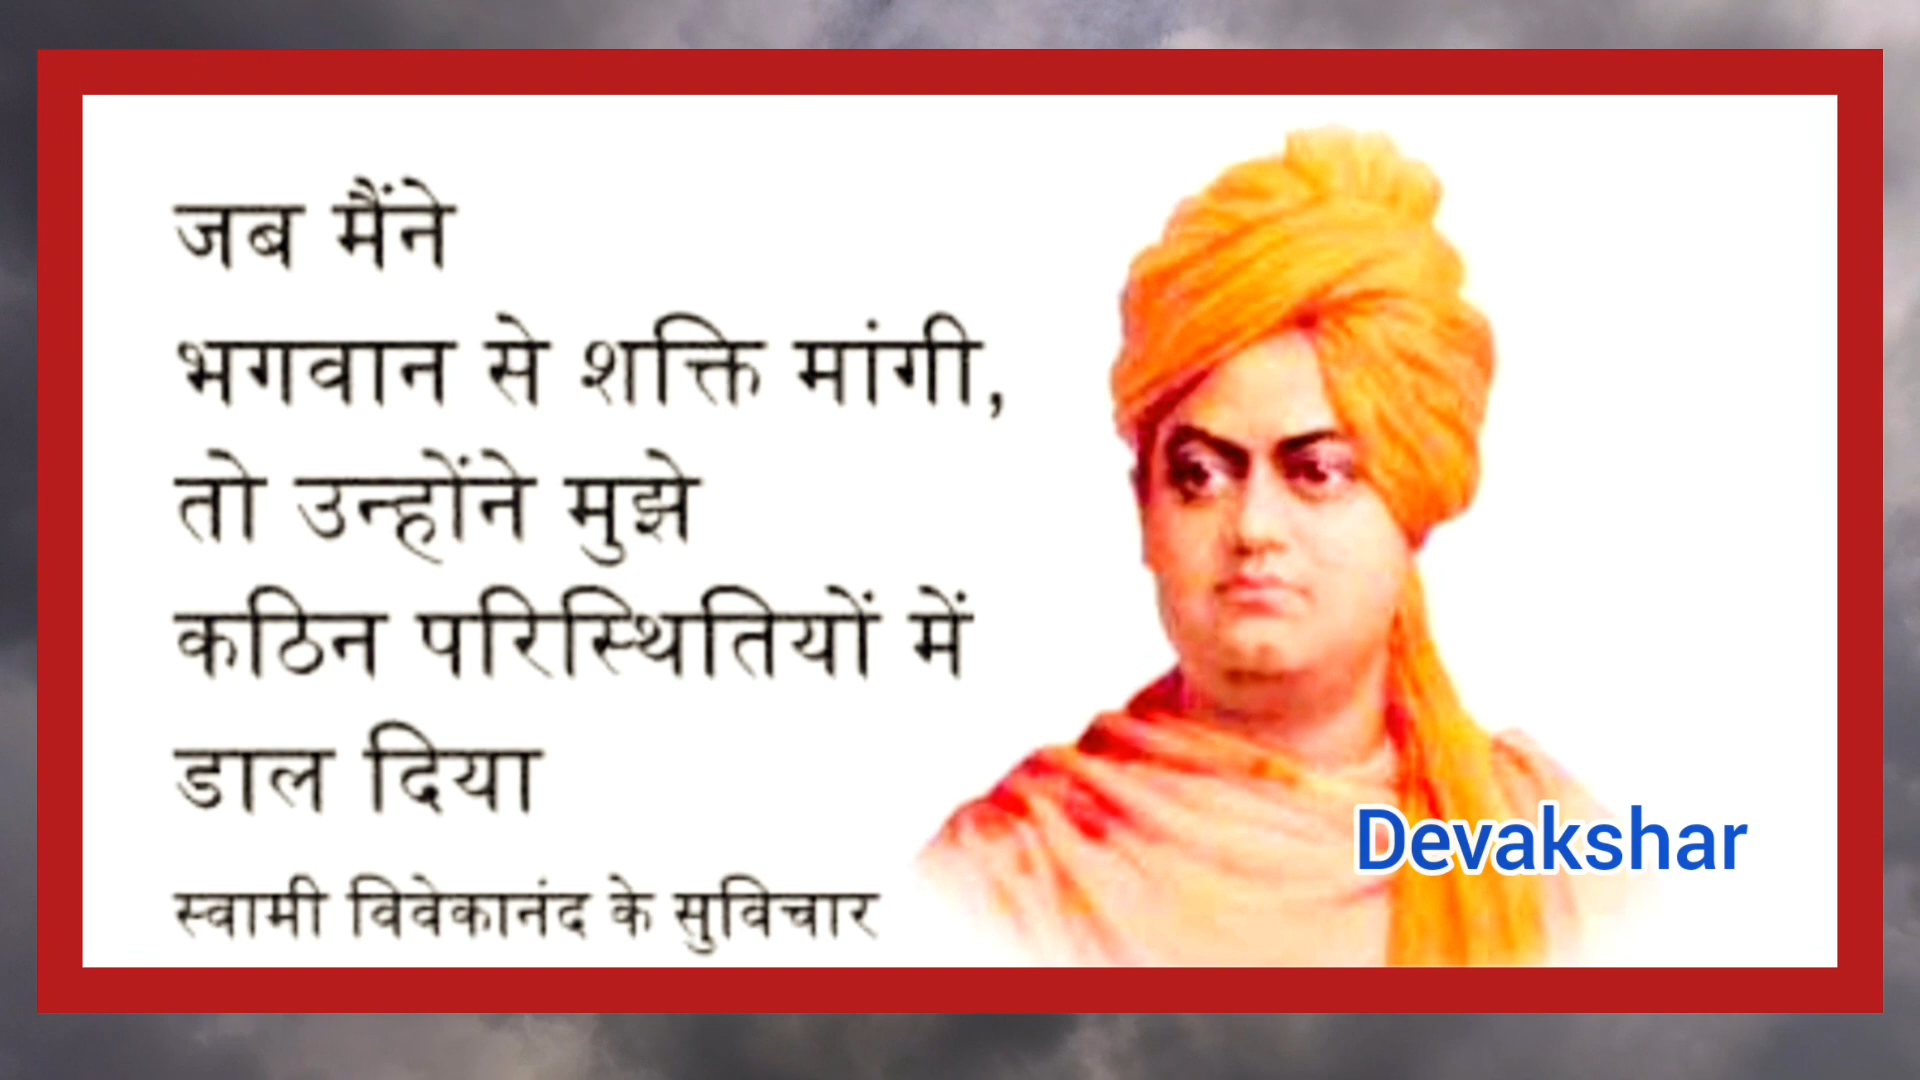 जब मैंने
भगवान से शक्ति मांगी,
तो उन्होंने मुझे
कठिन परिस्थितियों में
डाल दिया
स्वामी विवेकानंद के सुविचार
Devakshar